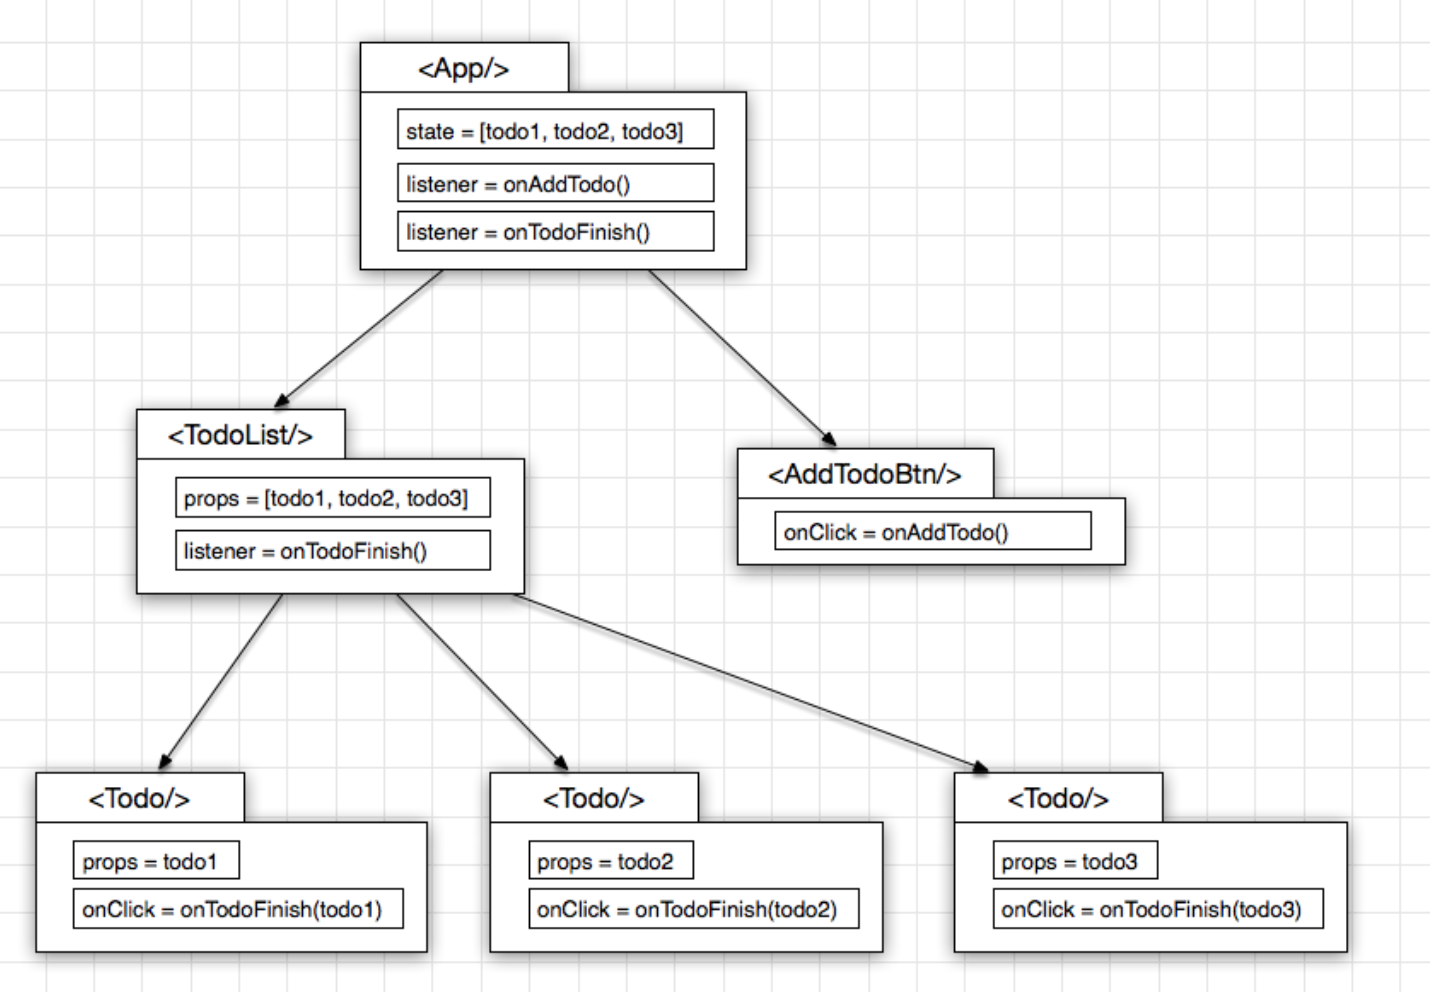 <App/>
state = [todo1, todo2, todo3]
listener = onAddTodo()
listener = onTodoFinish()
<TodoList/>
props = [todo1, todo2, todo3]
listener = onTodoFinish()
<AddTodoBtn/>
onClick = onAddTodo()
<Todo/>
props = todo1
onClick = onTodoFinish(todo1)
<Todo/>
props = todo2
onClick = onTodoFinish(todo2)
<Todo/>
props = todo3
onClick = onTodoFinish(todo3)